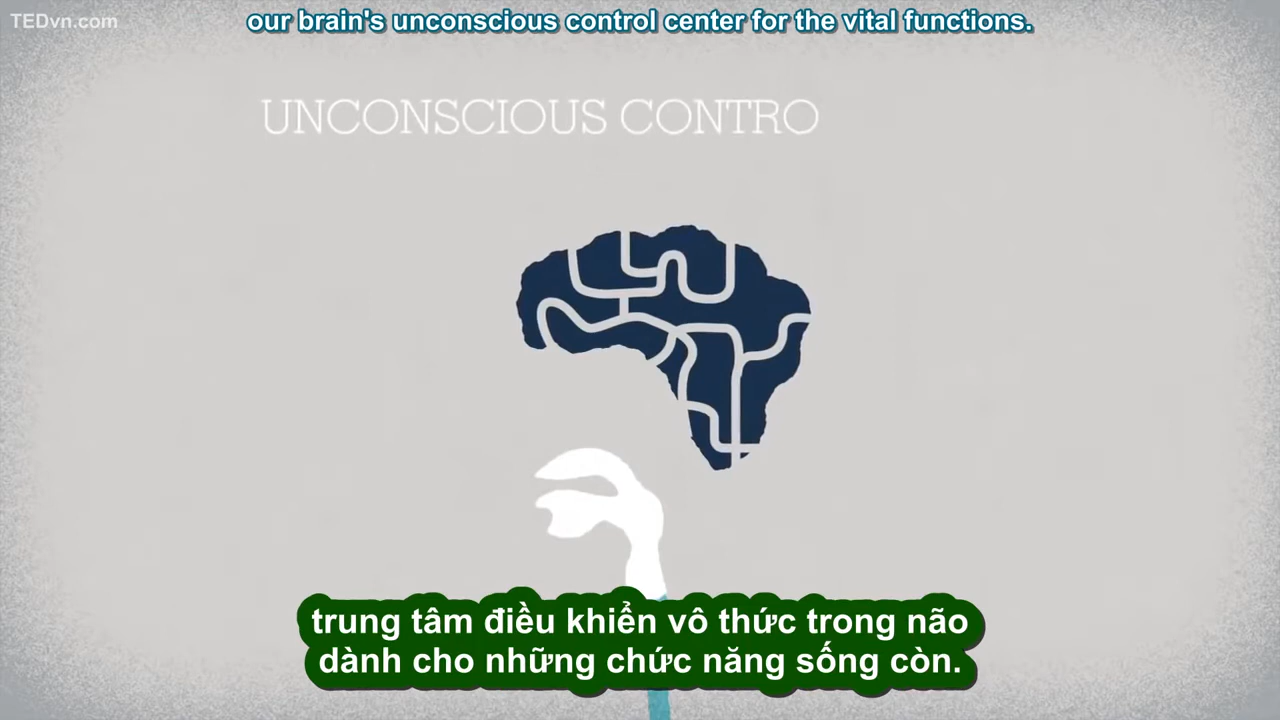 TEDvn.com
our brain's unconscious control center for the vital functions.
UNCONSCIOUS CONTRO
trung tâm điều khiển vô thức trong não
dành cho những chức năng sống còn.